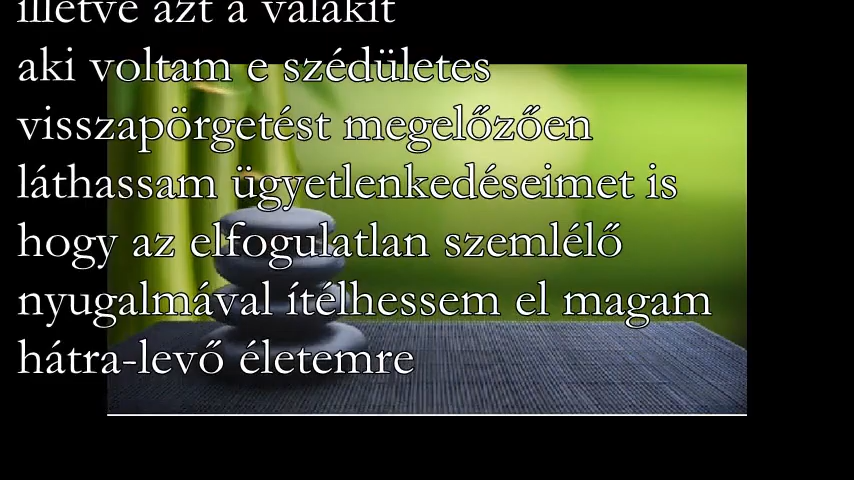 illetve azt a valakit
aki voltam e szédületes
visszapörgetést megelőzően
láthassam ügyetlenkedéseimet is
hogy az elfogulatlan szemlélő
nyugalmával ítélhessem el magam
hátra-levő életemre